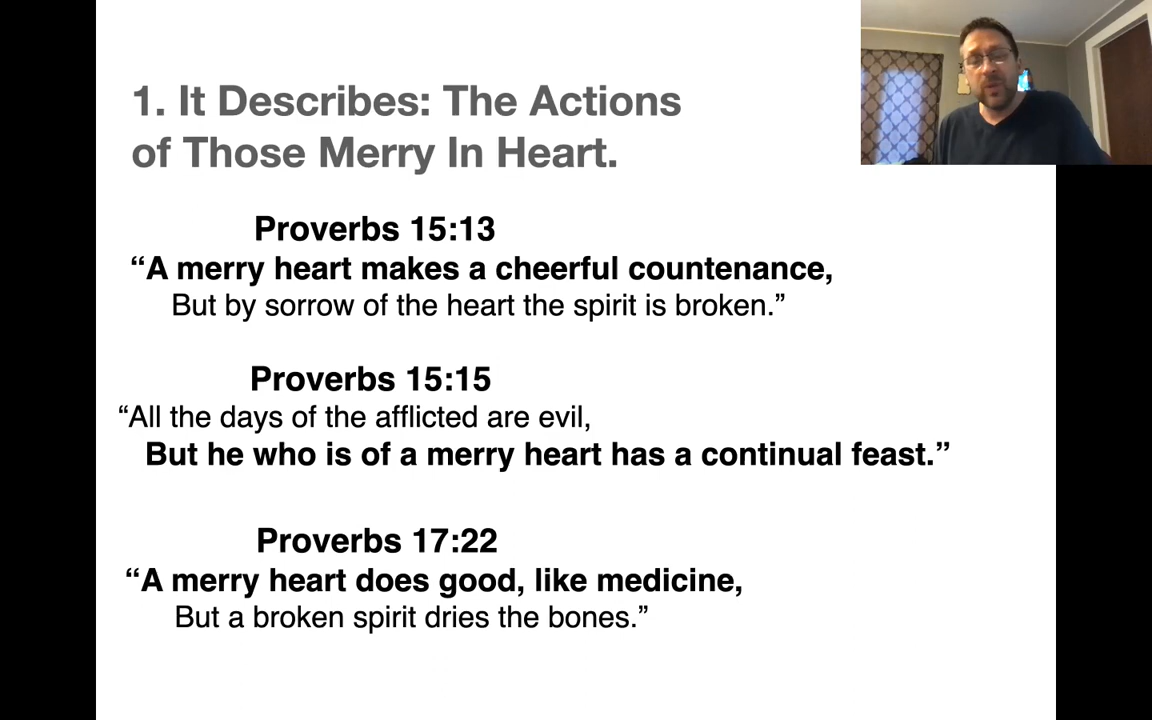 1. It Describes: The Actions
of Those Merry In Heart.
Proverbs 15:13
“A merry heart makes a cheerful countenance,
But by sorrow of the heart the spirit is broken.”
Proverbs 15:15
“All the days of the afflicted are evil,
But he who is of a merry heart has a continual feast.”
Proverbs 17:22
“A merry heart does good, like medicine,
But a broken spirit dries the bones.”